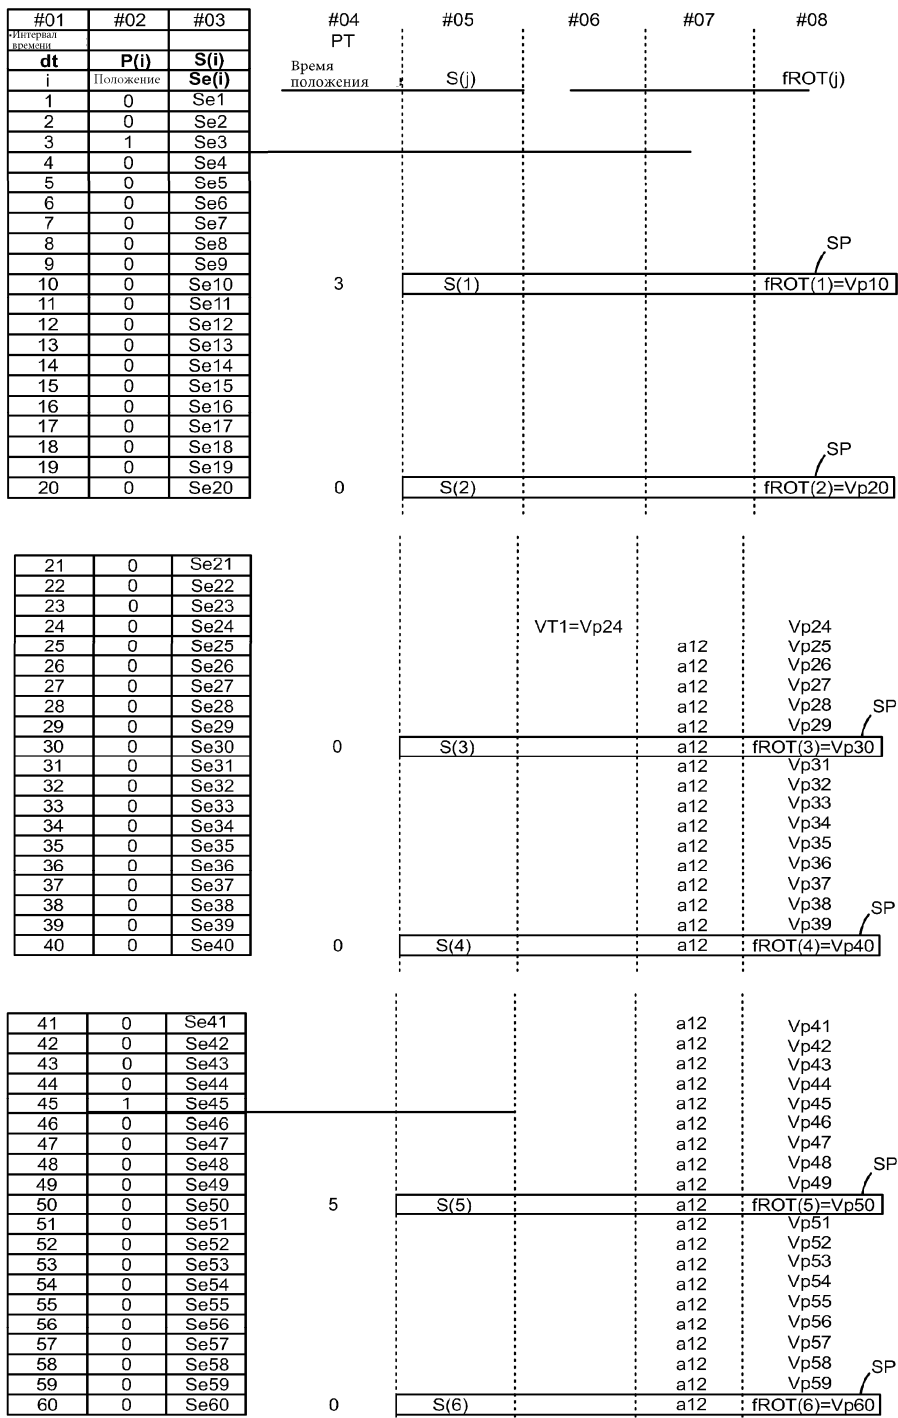 #01 #02 #03 #04 #05 #06 #07 #08
•Интервал времени PT
dt P(i) S(i) Время
i Положение Se(i) положения S(j) fROT(j)
1 0 Se1
2 0 Se2
3 1 Se3
4 0 Se4
5 0 Se5
6 0 Se6
7 0 Se7
8 0 Se8 SP
9 0 Se9
10 0 Se10 3 S(1) fROT(1)=Vp10
11 0 Se11
12 0 Se12
13 0 Se13
14 0 Se14
15 0 Se15
16 0 Se16
17 0 Se17
18 0 Se18 SP
19 0 Se19
20 0 Se20 0 S(2) fROT(2)=Vp20
21 0 Se21
22 0 Se22
23 0 Se23
24 0 Se24 VT1=Vp24 Vp24
25 0 Se25 a12 Vp25
26 0 Se26 a12 Vp26
27 0 Se27 a12 Vp27
28 0 Se28 a12 Vp28 SP
29 0 Se29 a12 Vp29
30 0 Se30 0 S(3) a12 fROT(3)=Vp30
31 0 Se31 a12 Vp31
32 0 Se32 a12 Vp32
33 0 Se33 a12 Vp33
34 0 Se34 a12 Vp34
35 0 Se35 a12 Vp35
36 0 Se36 a12 Vp36
37 0 Se37 a12 Vp37
38 0 Se38 a12 Vp38 SP
39 0 Se39 a12 Vp39
40 0 Se40 0 S(4) a12 fROT(4)=Vp40
41 0 Se41 a12 Vp41
42 0 Se42 a12 Vp42
43 0 Se43 a12 Vp43
44 0 Se44 a12 Vp44
45 1 Se45 a12 Vp45
46 0 Se46 a12 Vp46
47 0 Se47 a12 Vp47
48 0 Se48 a12 Vp48 SP
49 0 Se49 a12 Vp49
50 0 Se50 5 S(5) a12 fROT(5)=Vp50
51 0 Se51 a12 Vp51
52 0 Se52 a12 Vp52
53 0 Se53 a12 Vp53
54 0 Se54 a12 Vp54
55 0 Se55 a12 Vp55
56 0 Se56 a12 Vp56
57 0 Se57 a12 Vp57
58 0 Se58 a12 Vp58 SP
59 0 Se59 a12 Vp59
60 0 Se60 0 S(6) a12 fROT(6)=Vp60